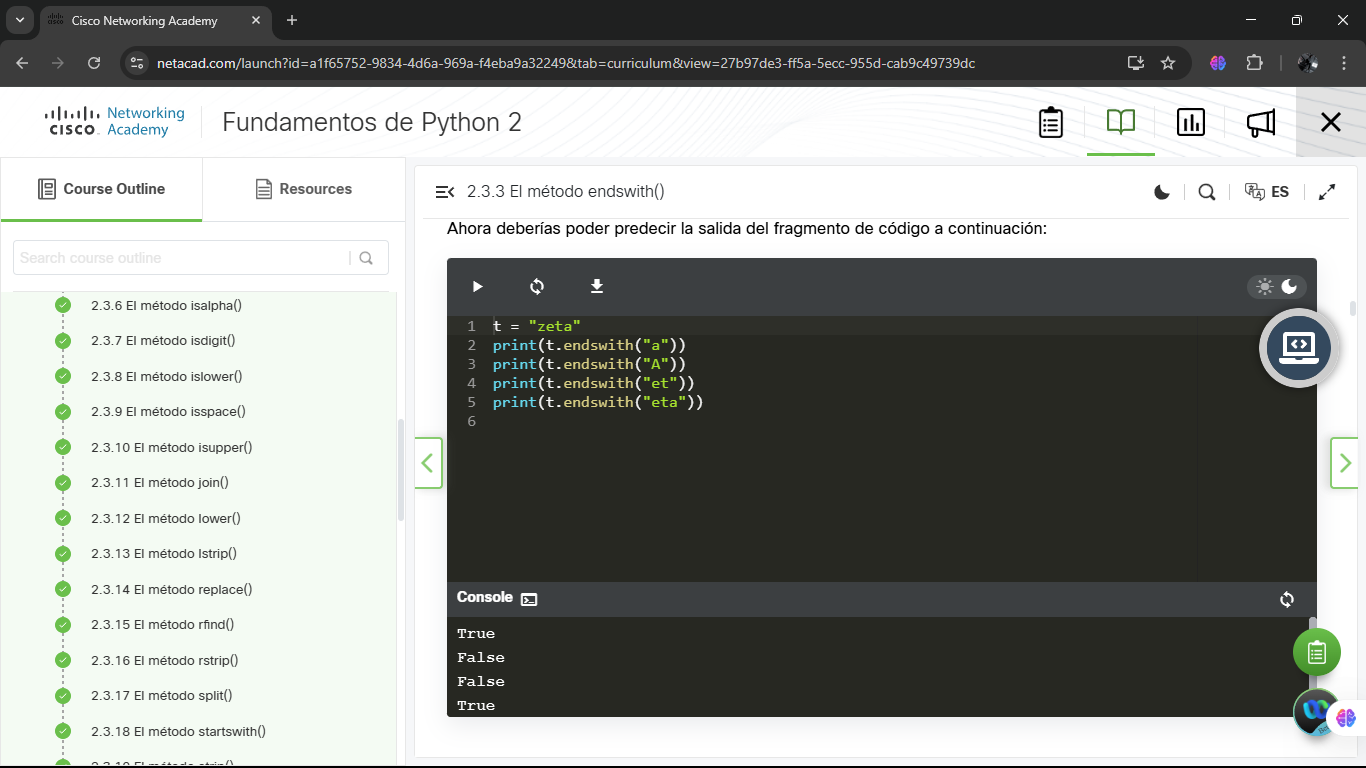 Cisco Networking Academy
netacad.com/launch?id=a1f65752-9834-4d6a-969a-f4eba9a32249&tab=curriculum&view=27b97de3-ff5a-5ecc-955d-cab9c49739dc
cisco Networking Academy
Fundamentos de Python 2
Course Outline
Resources
Search course outline
2.3.6 El método isalpha()
2.3.7 El método isdigit()
2.3.8 El método islower()
2.3.9 El método isspace()
2.3.10 El método isupper()
2.3.11 El método join()
2.3.12 El método lower()
2.3.13 El método lstrip()
2.3.14 El método replace()
2.3.15 El método rfind()
2.3.16 El método rstrip()
2.3.17 El método split()
2.3.18 El método startswith()
2.3.3 El método endswith()
ES
Ahora deberías poder predecir la salida del fragmento de código a continuación:
1 t = "zeta"
2 print(t.endswith("a"))
3 print(t.endswith("A"))
4 print(t.endswith("et"))
5 print(t.endswith("eta"))
6
Console
True
False
False
True